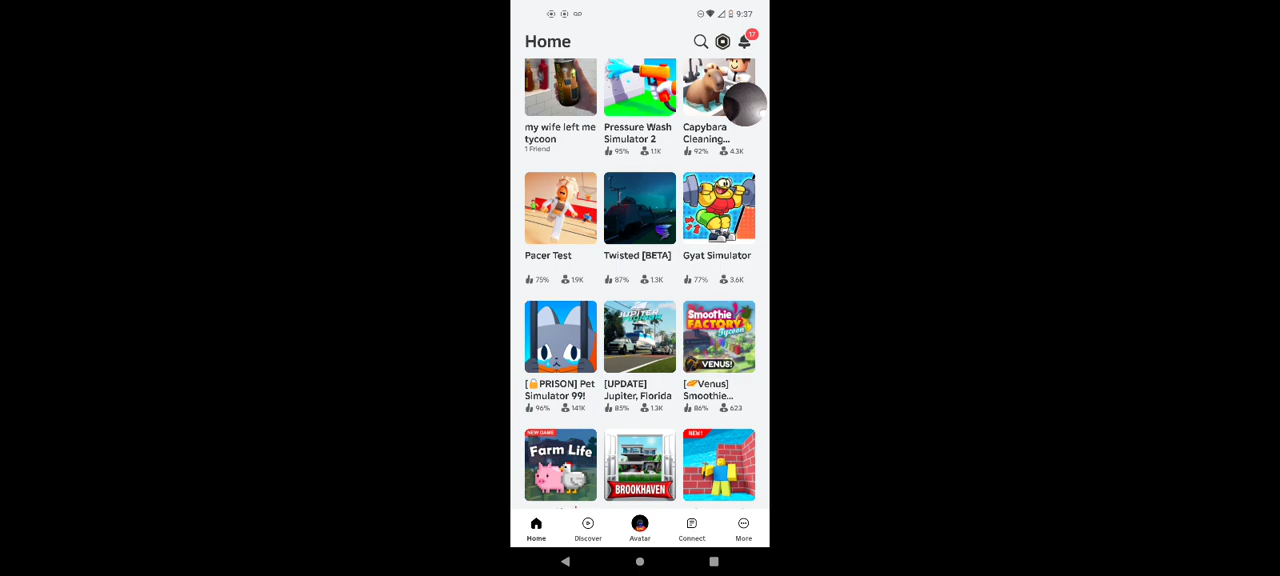 9:37
Home
17
my wife left me
tycoon
1 Friend
Pressure Wash
Simulator 2
95% 1.1K
Capybara
Cleaning...
92% 4.3K
Pacer Test
75% 1.9K
Twisted [BETA]
87% 1.3K
Gyat Simulator
77% 3.6K
JUPITER
FLORIDA
Smoothie
FACTORY
Tycoon
VENUS!
[🔒PRISON] Pet
Simulator 99!
96% 141K
[UPDATE]
Jupiter, Florida
85% 1.3K
[🪐Venus]
Smoothie...
86% 623
NEW GAME
Farm Life
BROOKHAVEN
NEW!
Home
Discover
Avatar
Connect
More